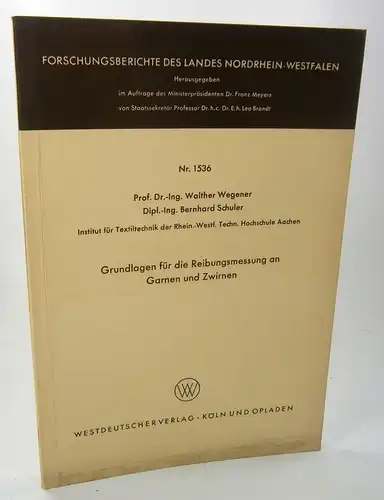 FORSCHUNGSBERICHTE DES LANDES NORDRHEIN-WESTFALEN
Herausgegeben
im Auftrage des Ministerpräsidenten Dr. Franz Meyers
von Staatssekretär Professor Dr. h. c. Dr. E. h. Leo Brandt
Nr. 1536
Prof. Dr.-Ing. Walther Wegener
Dipl.-Ing. Bernhard Schuler
Institut für Textiltechnik der Rhein.-Westf. Techn. Hochschule Aachen
Grundlagen für die Reibungsmessung an
Garnen und Zwirnen
W
WESTDEUTSCHER VERLAG · KÖLN UND OPLADEN